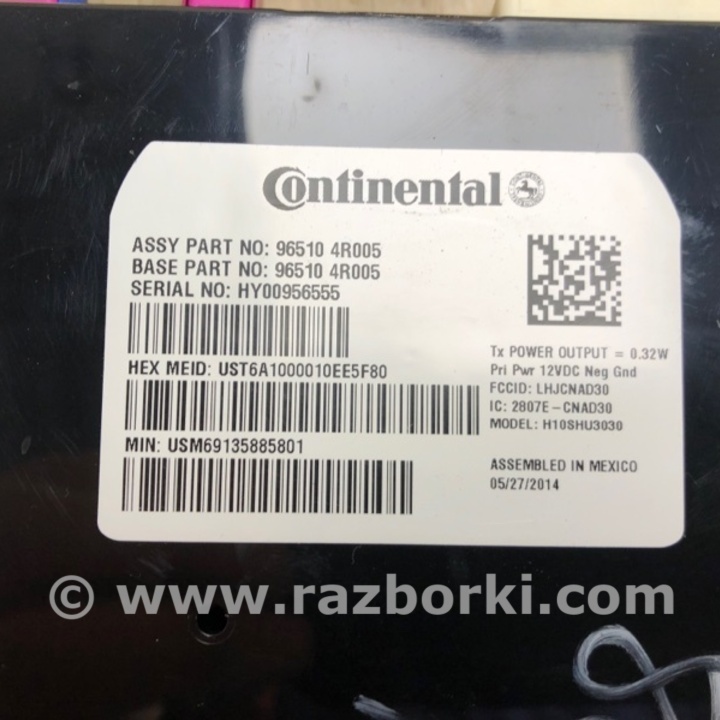 Continental
ASSY PART NO: 96510 4R005
BASE PART NO: 96510 4R005
SERIAL NO: HY00956555
HEX MEID: UST6A1000010EE5F80
MIN: USM69135885801
Tx POWER OUTPUT = 0.32W
Pri Pwr 12VDC Neg Gnd
FCCID: LHJCNAD30
IC: 2807E-CNAD30
MODEL: H10SHU3030
ASSEMBLED IN MEXICO
05/27/2014
© www.razborki.com